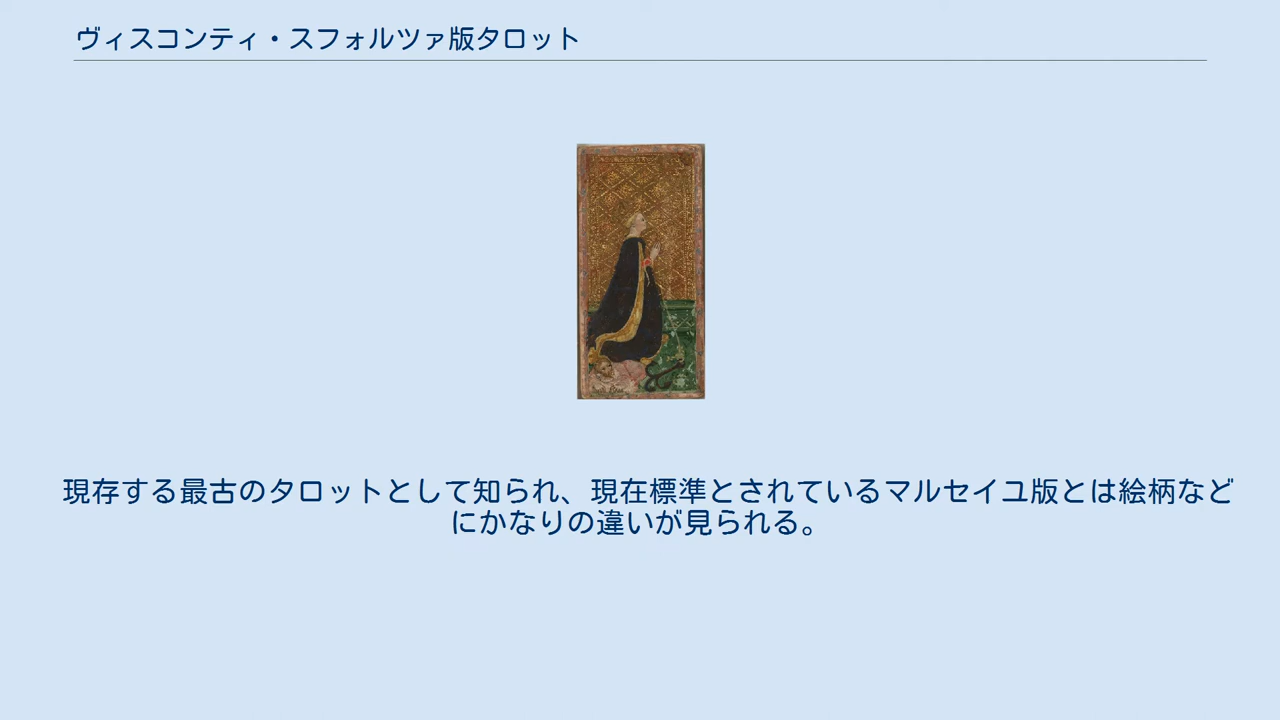 ヴィスコンティ・スフォルツァ版タロット
現存する最古のタロットとして知られ、現在標準とされているマルセイユ版とは絵柄など
にかなりの違いが見られる。